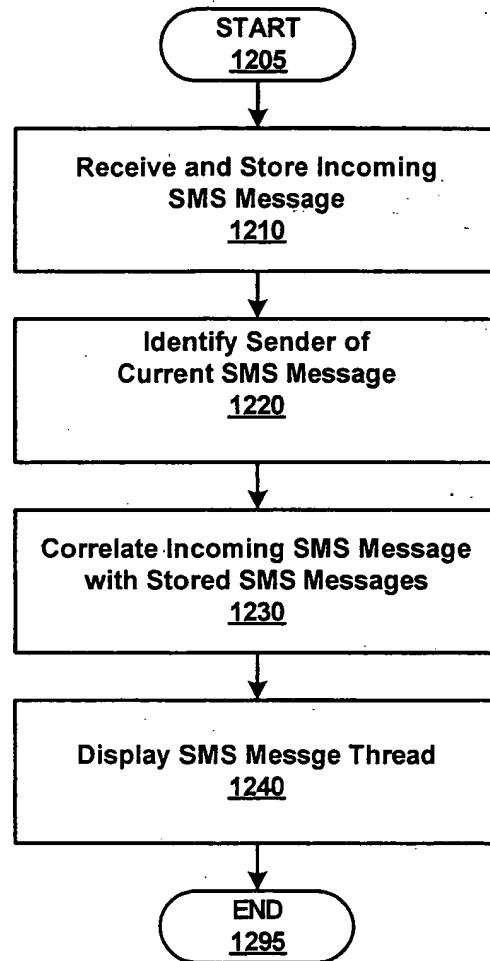 START
1205
Receive and Store Incoming
SMS Message
1210
Identify Sender of
Current SMS Message
1220
Correlate Incoming SMS Message
with Stored SMS Messages
1230
Display SMS Messge Thread
1240
END
1295